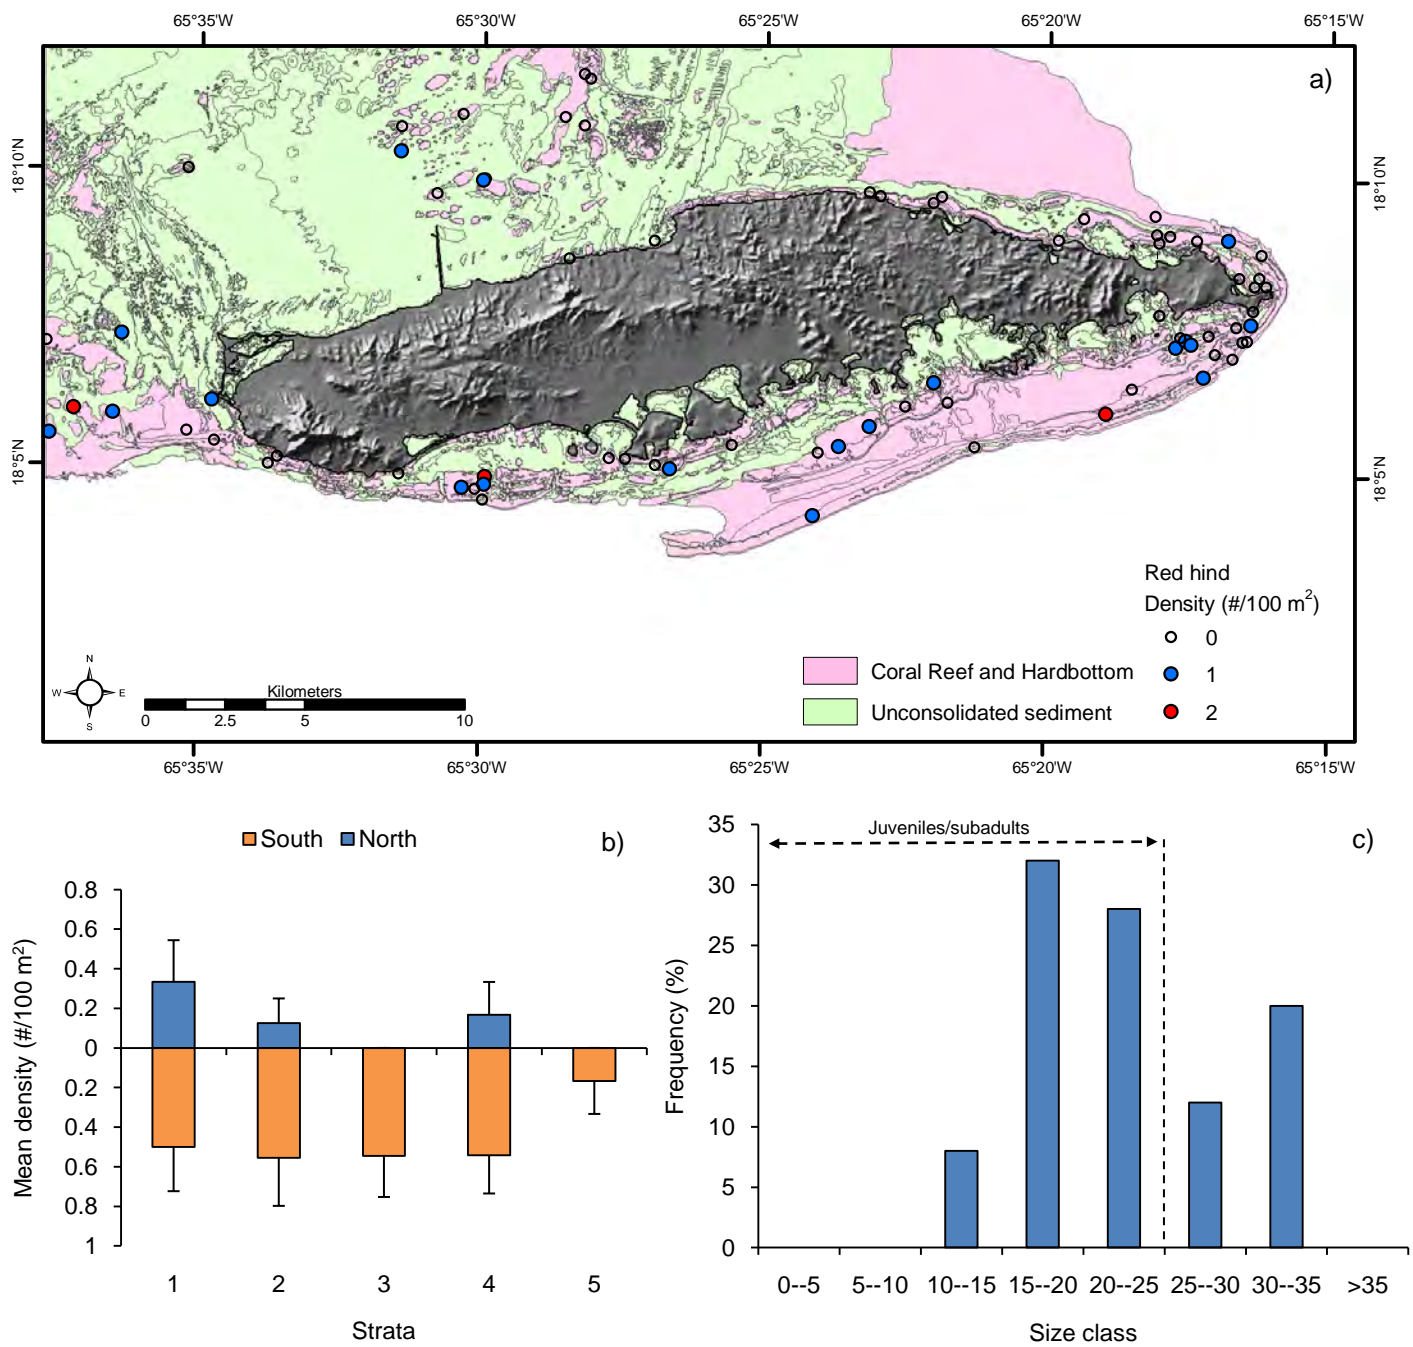 65°35'W 65°30'W 65°25'W 65°20'W 65°15'W
a)
18°10'N 18°10'N
18°5'N 18°5'N
Red hind
Density (#/100 m2)
0
Coral Reef and Hardbottom 1
Unconsolidated sediment 2
N
W E
S
Kilometers
0 2.5 5 10
65°35'W 65°30'W 65°25'W 65°20'W 65°15'W
South North b)
Mean density (#/100 m2)
0.8
0.6
0.4
0.2
0
0.2
0.4
0.6
0.8
1
1 2 3 4 5
Strata
Juveniles/subadults c)
Frequency (%)
35
30
25
20
15
10
5
0
0--5 5--10 10--15 15--20 20--25 25--30 30--35 >35
Size class